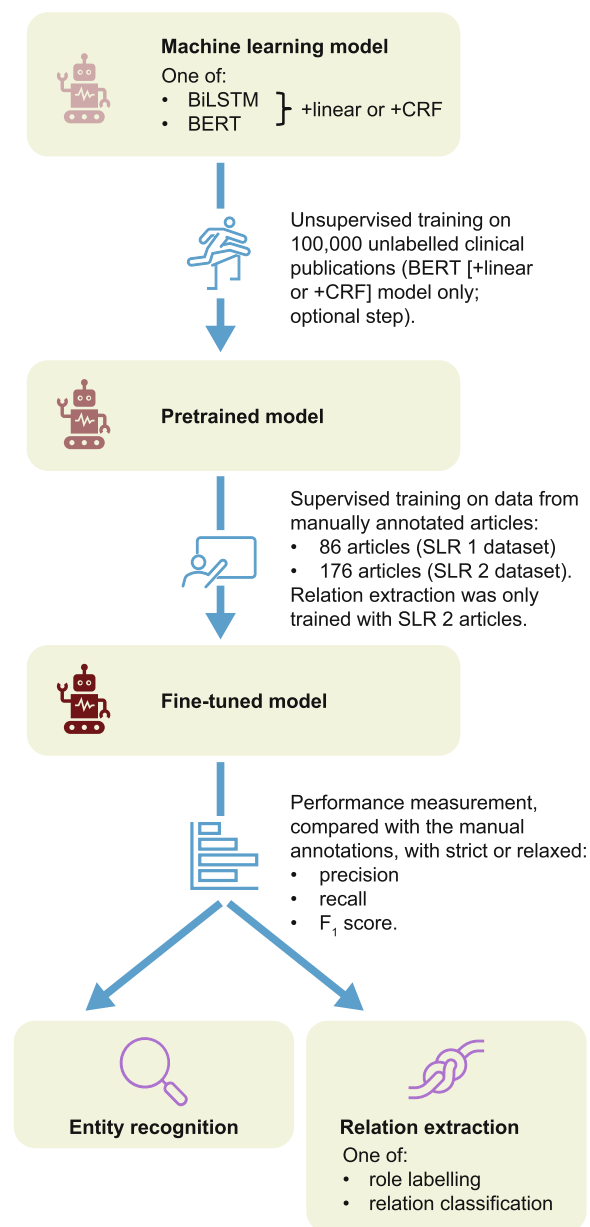 Machine learning model
One of:
• BiLSTM
• BERT
+linear or +CRF
Unsupervised training on
100,000 unlabelled clinical
publications (BERT [+linear
or +CRF] model only;
optional step).
Pretrained model
Supervised training on data from
manually annotated articles:
• 86 articles (SLR 1 dataset)
• 176 articles (SLR 2 dataset).
Relation extraction was only
trained with SLR 2 articles.
Fine-tuned model
Performance measurement,
compared with the manual
annotations, with strict or relaxed:
• precision
• recall
• F₁ score.
Entity recognition
Relation extraction
One of:
• role labelling
• relation classification